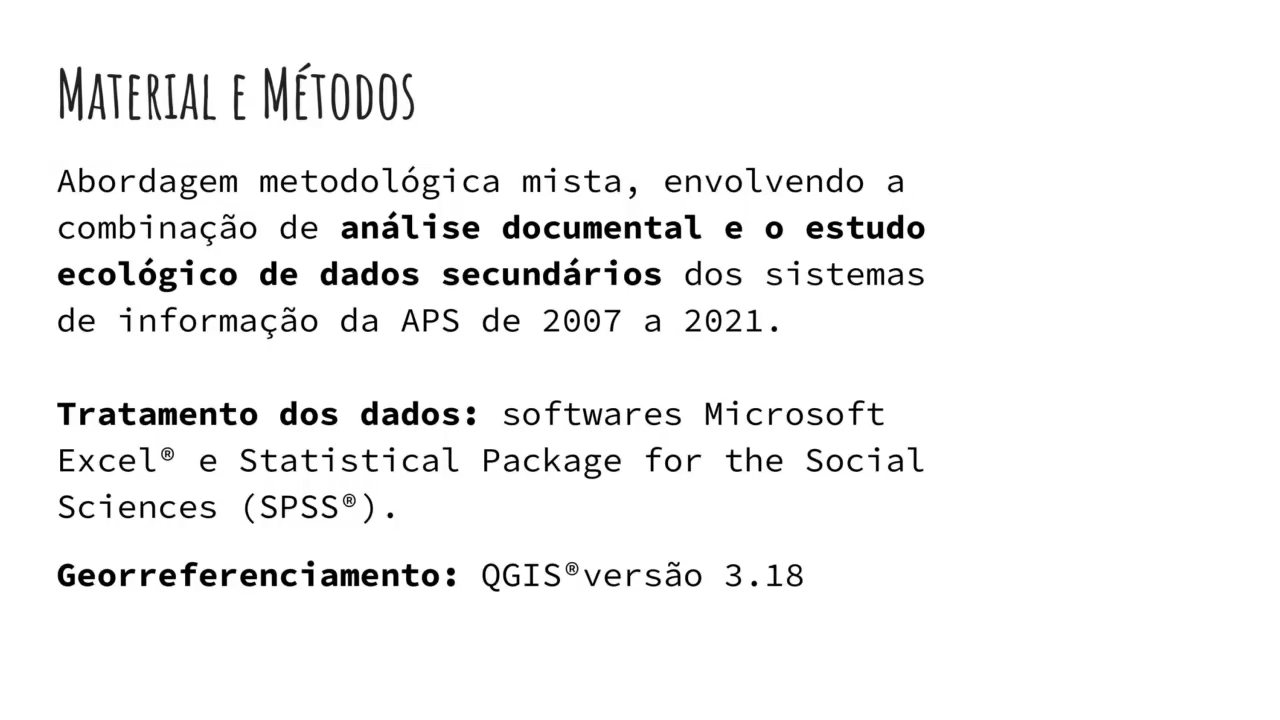 Material e Métodos
Abordagem metodológica mista, envolvendo a
combinação de análise documental e o estudo
ecológico de dados secundários dos sistemas
de informação da APS de 2007 a 2021.
Tratamento dos dados: softwares Microsoft
Excel® e Statistical Package for the Social
Sciences (SPSS®).
Georreferenciamento: QGIS®versão 3.18